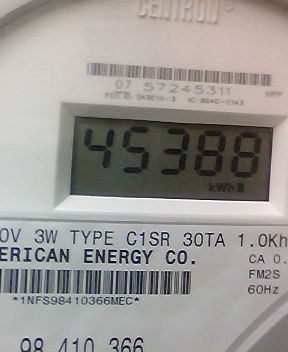 CENTRON®
07 57245311
HPP
45388
kWh
0V 3W TYPE C1SR 30TA 1.0Kh
ERICAN ENERGY CO.
CA 0.
FM2S
60Hz
*1NFS98410366MEC*
98 410 366